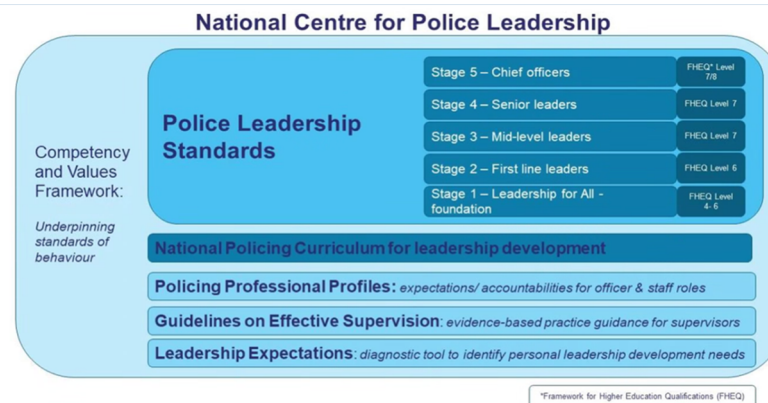 National Centre for Police Leadership
Competency
and Values
Framework:
Underpinning
standards of
behaviour
Police Leadership
Standards
Stage 5 – Chief officers
FHEQ* Level
7/8
Stage 4 – Senior leaders
FHEQ Level 7
Stage 3 – Mid-level leaders
FHEQ Level 7
Stage 2 – First line leaders
FHEQ Level 6
Stage 1 – Leadership for All -
foundation
FHEQ Level
4- 6
National Policing Curriculum for leadership development
Policing Professional Profiles: expectations/ accountabilities for officer & staff roles
Guidelines on Effective Supervision: evidence-based practice guidance for supervisors
Leadership Expectations: diagnostic tool to identify personal leadership development needs
*Framework for Higher Education Qualifications (FHEQ)